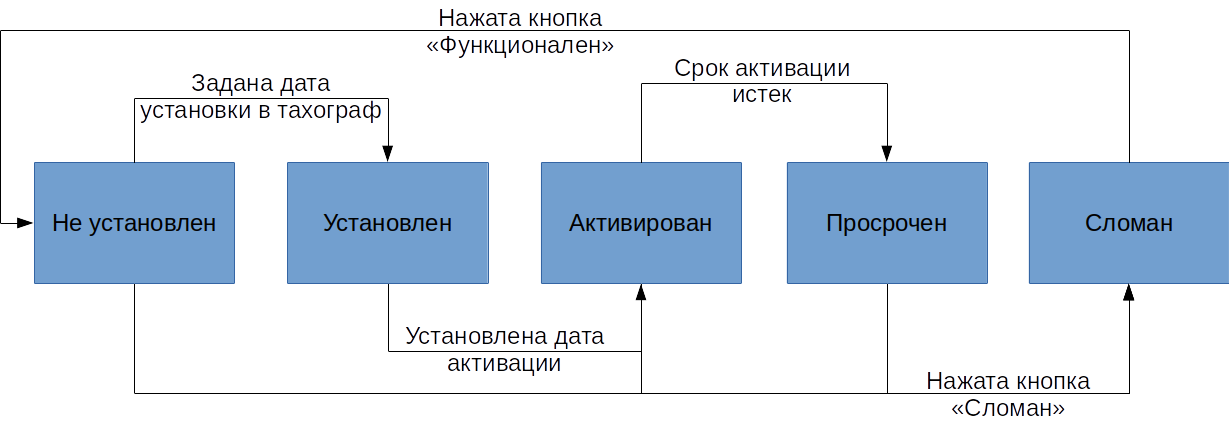 Нажата кнопка
«Функционален»
Задана дата
установки в тахограф
Срок активации
истек
Не установлен
Установлен
Активирован
Просрочен
Сломан
Установлена дата
активации
Нажата кнопка
«Сломан»